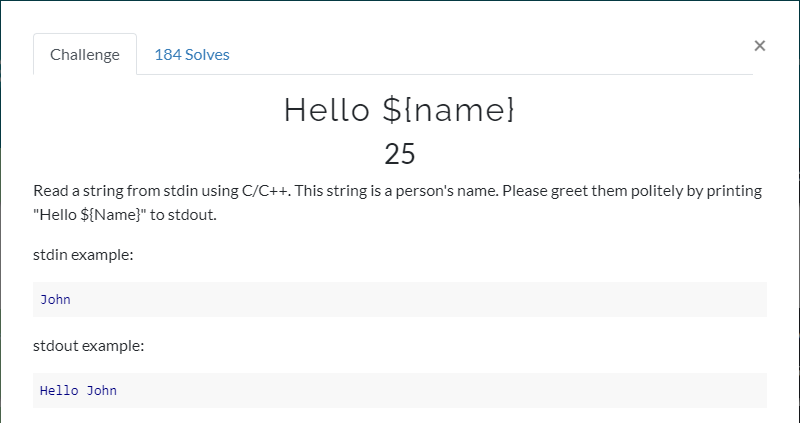 Challenge
184 Solves
×
Hello ${name}
25
Read a string from stdin using C/C++. This string is a person's name. Please greet them politely by printing
"Hello ${Name}" to stdout.
stdin example:
John
stdout example:
Hello John